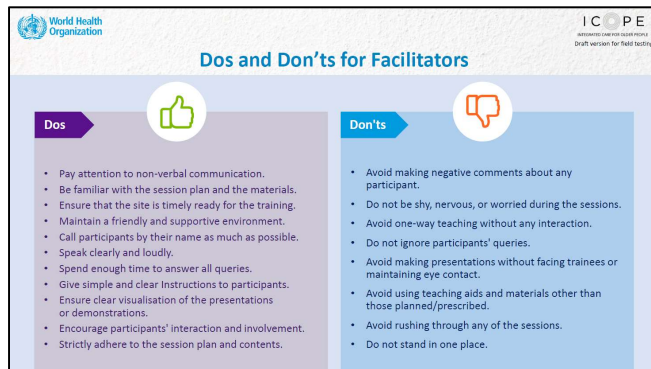 World Health
Organization
ICOPE
INTEGRATED CARE FOR OLDER PEOPLE
Draft version for field testing
Dos and Don'ts for Facilitators
Dos
• Pay attention to non-verbal communication.
• Be familiar with the session plan and the materials.
• Ensure that the site is timely ready for the training.
• Maintain a friendly and supportive environment.
• Call participants by their name as much as possible.
• Speak clearly and loudly.
• Spend enough time to answer all queries.
• Give simple and clear Instructions to participants.
• Ensure clear visualisation of the presentations
or demonstrations.
• Encourage participants' interaction and involvement.
• Strictly adhere to the session plan and contents.
Don'ts
• Avoid making negative comments about any
participant.
• Do not be shy, nervous, or worried during the sessions.
• Avoid one-way teaching without any interaction.
• Do not ignore participants' queries.
• Avoid making presentations without facing trainees or
maintaining eye contact.
• Avoid using teaching aids and materials other than
those planned/prescribed.
• Avoid rushing through any of the sessions.
• Do not stand in one place.